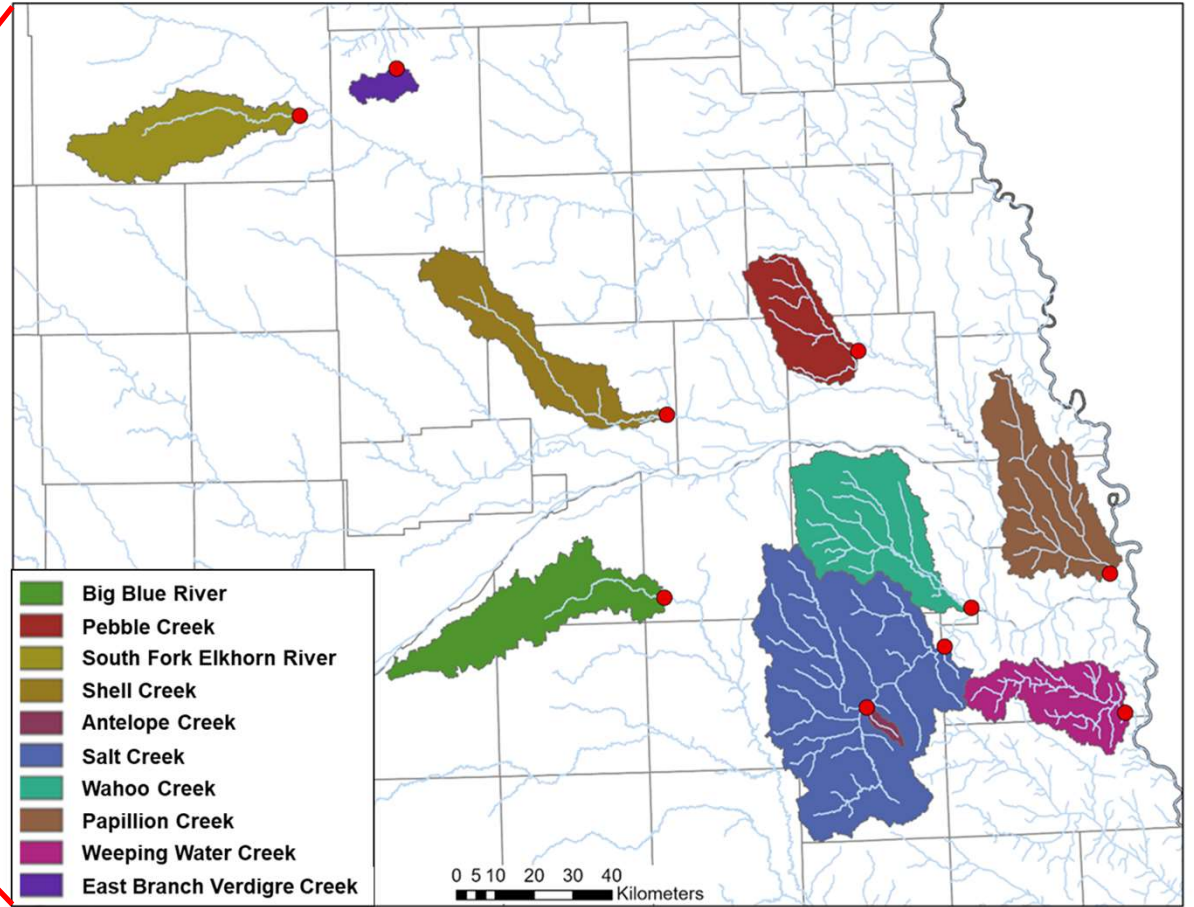 Big Blue River
Pebble Creek
South Fork Elkhorn River
Shell Creek
Antelope Creek
Salt Creek
Wahoo Creek
Papillion Creek
Weeping Water Creek
East Branch Verdigre Creek
0 5 10 20 30 40
Kilometers